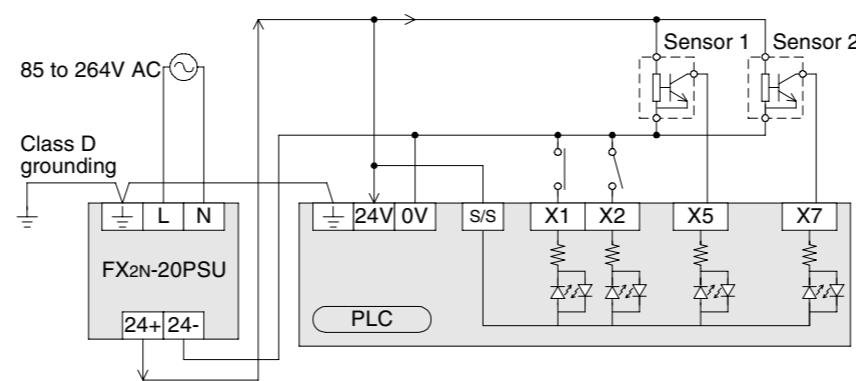 Sensor 1
Sensor 2
85 to 264V AC
Class D
grounding
L
N
24V
0V
S/S
X1
X2
X5
X7
FX2N-20PSU
PLC
24+
24-